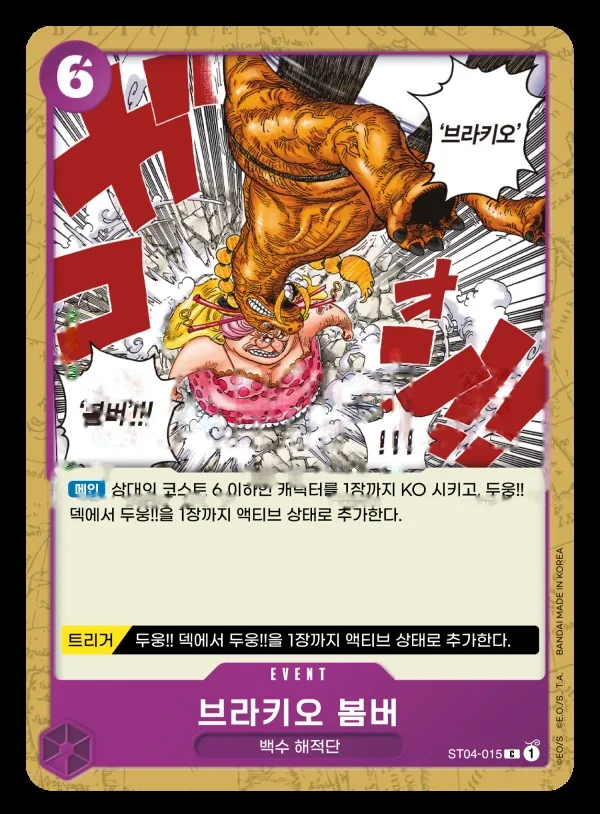 6
'브라키오'
'봄버'!!!
!!!
메인 상대의 코스트 6 이하인 캐릭터를 1장까지 KO 시키고, 두웅!!
덱에서 두웅!!을 1장까지 액티브 상태로 추가한다.
트리거 두웅!! 덱에서 두웅!!을 1장까지 액티브 상태로 추가한다.
EVENT
브라키오 봄버
백수 해적단
ST04-015 C 1
©E.O./S. ©E.O./S., T.A. BANDAI MADE IN KOREA